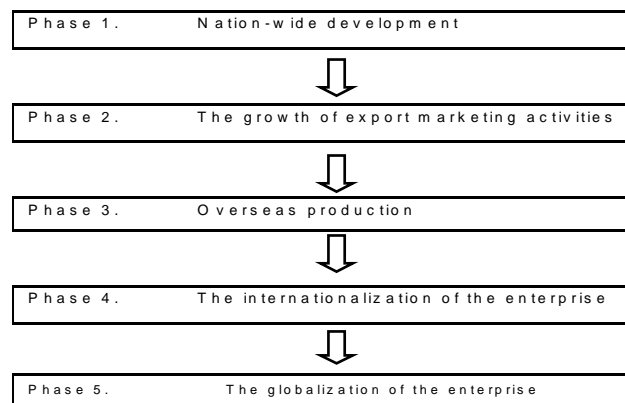 Phase 1. Nation-wide development
Phase 2. The growth of export marketing activities
Phase 3. Overseas production
Phase 4. The internationalization of the enterprise
Phase 5. The globalization of the enterprise